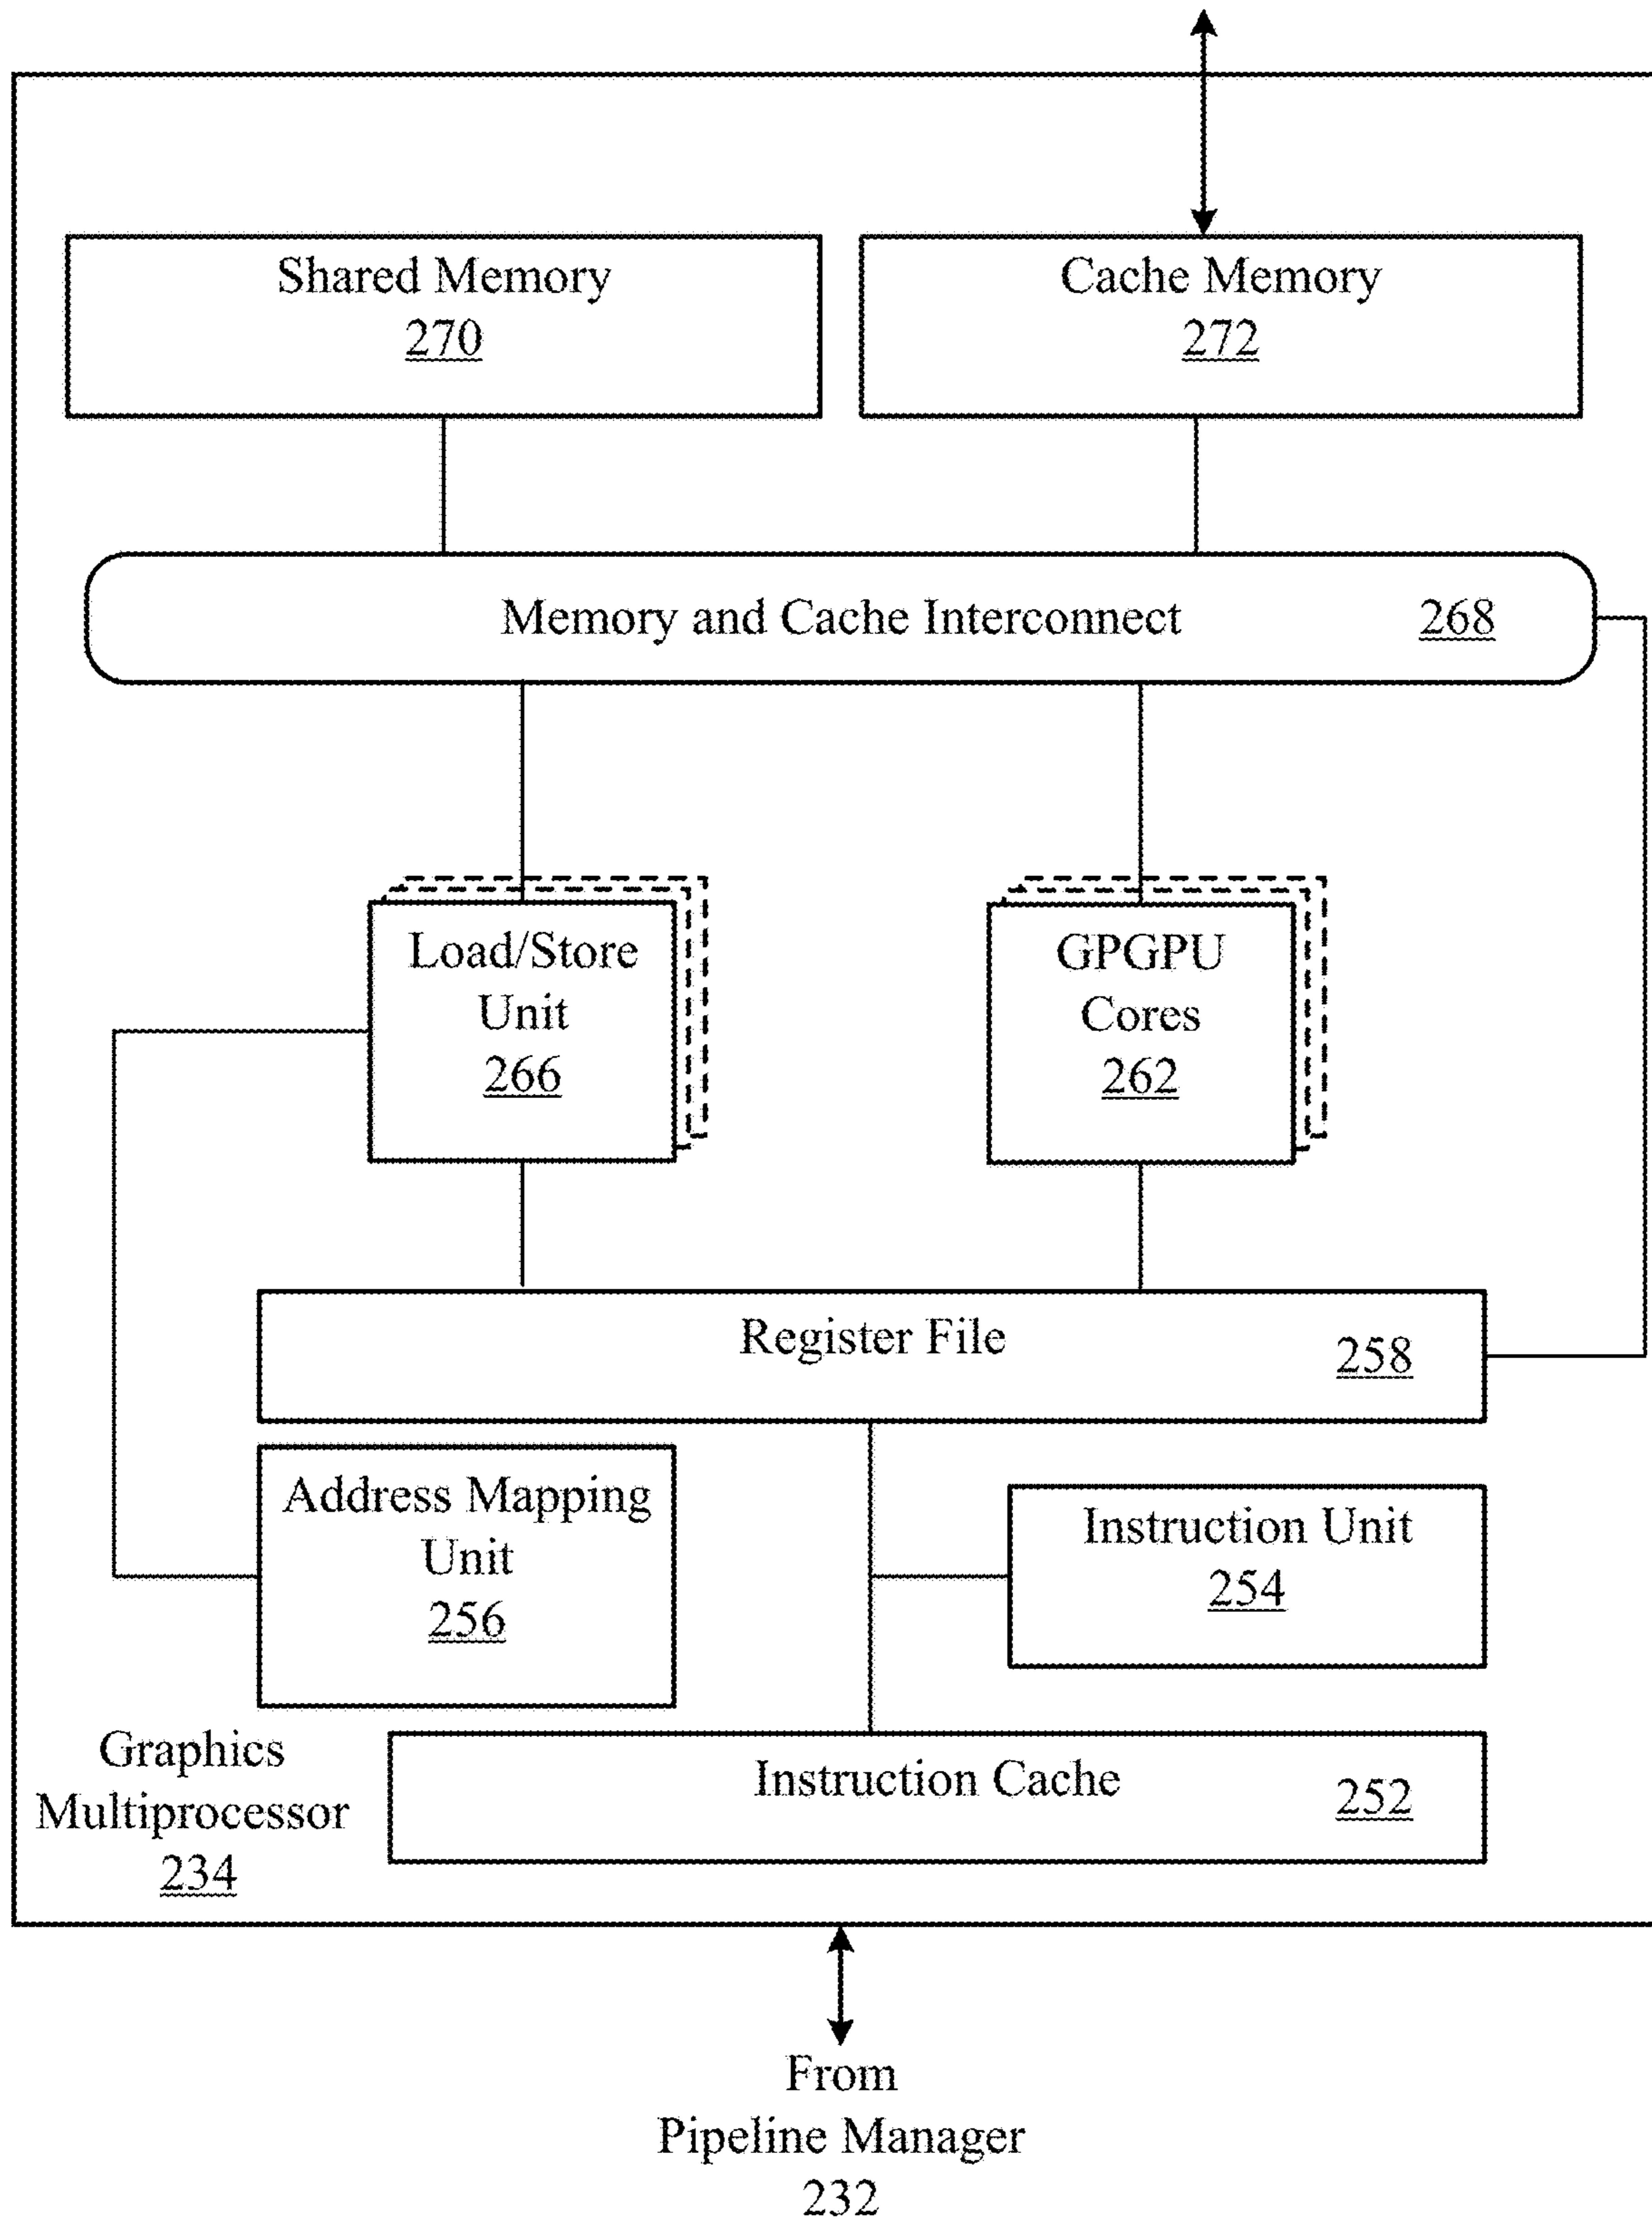 Shared Memory
270
Cache Memory
272
Memory and Cache Interconnect 268
Load/Store
Unit
266
GPGPU
Cores
262
Register File 258
Address Mapping
Unit
256
Instruction Unit
254
Graphics
Multiprocessor
234
Instruction Cache 252
From
Pipeline Manager
232